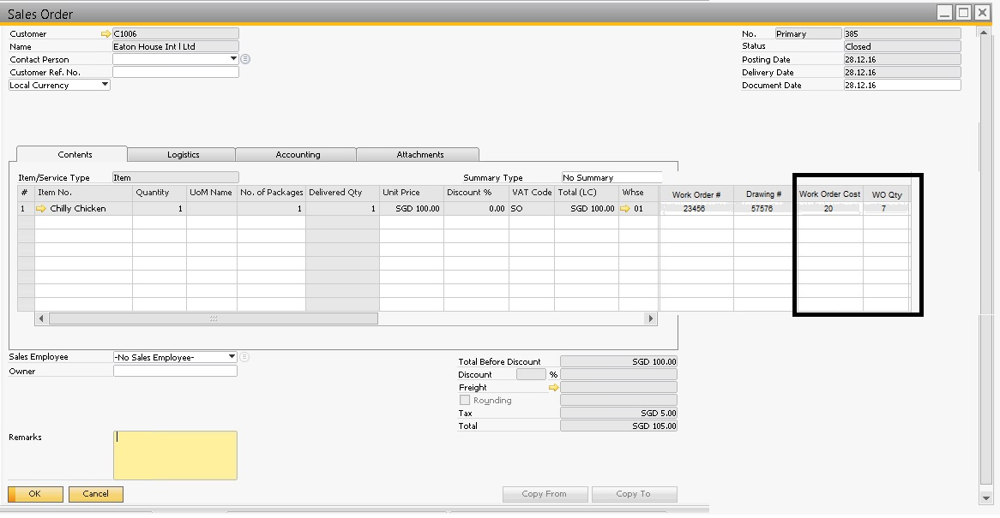 Sales Order
Customer C1006 No. Primary 385
Name Eaton House Int l Ltd Status Closed
Contact Person Posting Date 28.12.16
Customer Ref. No. Delivery Date 28.12.16
Local Currency Document Date 28.12.16
Contents Logistics Accounting Attachments
Item/Service Type Item Summary Type No Summary
# Item No. Quantity UoM Name No. of Packages Delivered Qty Unit Price Discount % VAT Code Total (LC) Whse Work Order # Drawing # Work Order Cost WO Qty
1 Chilly Chicken 1 1 1 SGD 100.00 0.00 SO SGD 100.00 01 23456 57576 20 7
Sales Employee -No Sales Employee- Total Before Discount SGD 100.00
Owner Discount %
Freight
Rounding
Tax SGD 5.00
Total SGD 105.00
Remarks
OK Cancel Copy From Copy To